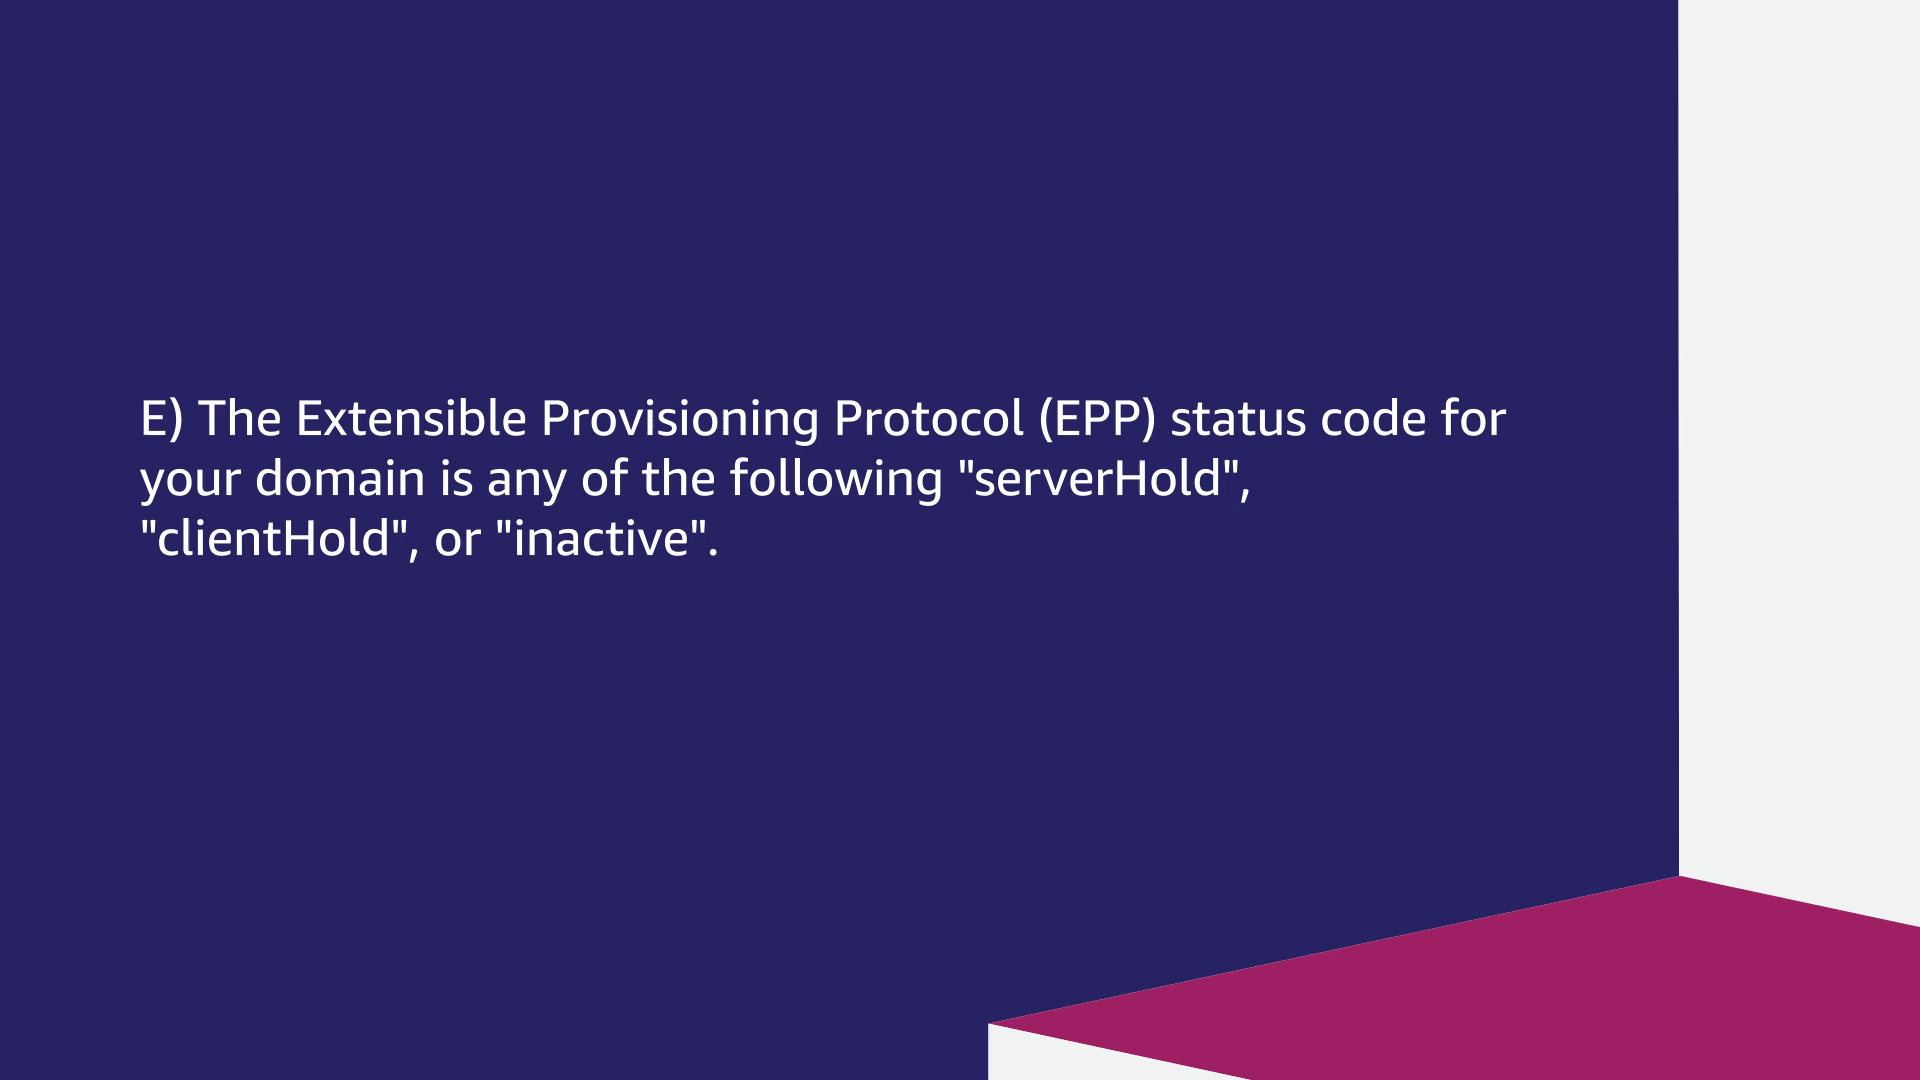 E) The Extensible Provisioning Protocol (EPP) status code for
your domain is any of the following "serverHold",
"clientHold", or "inactive".